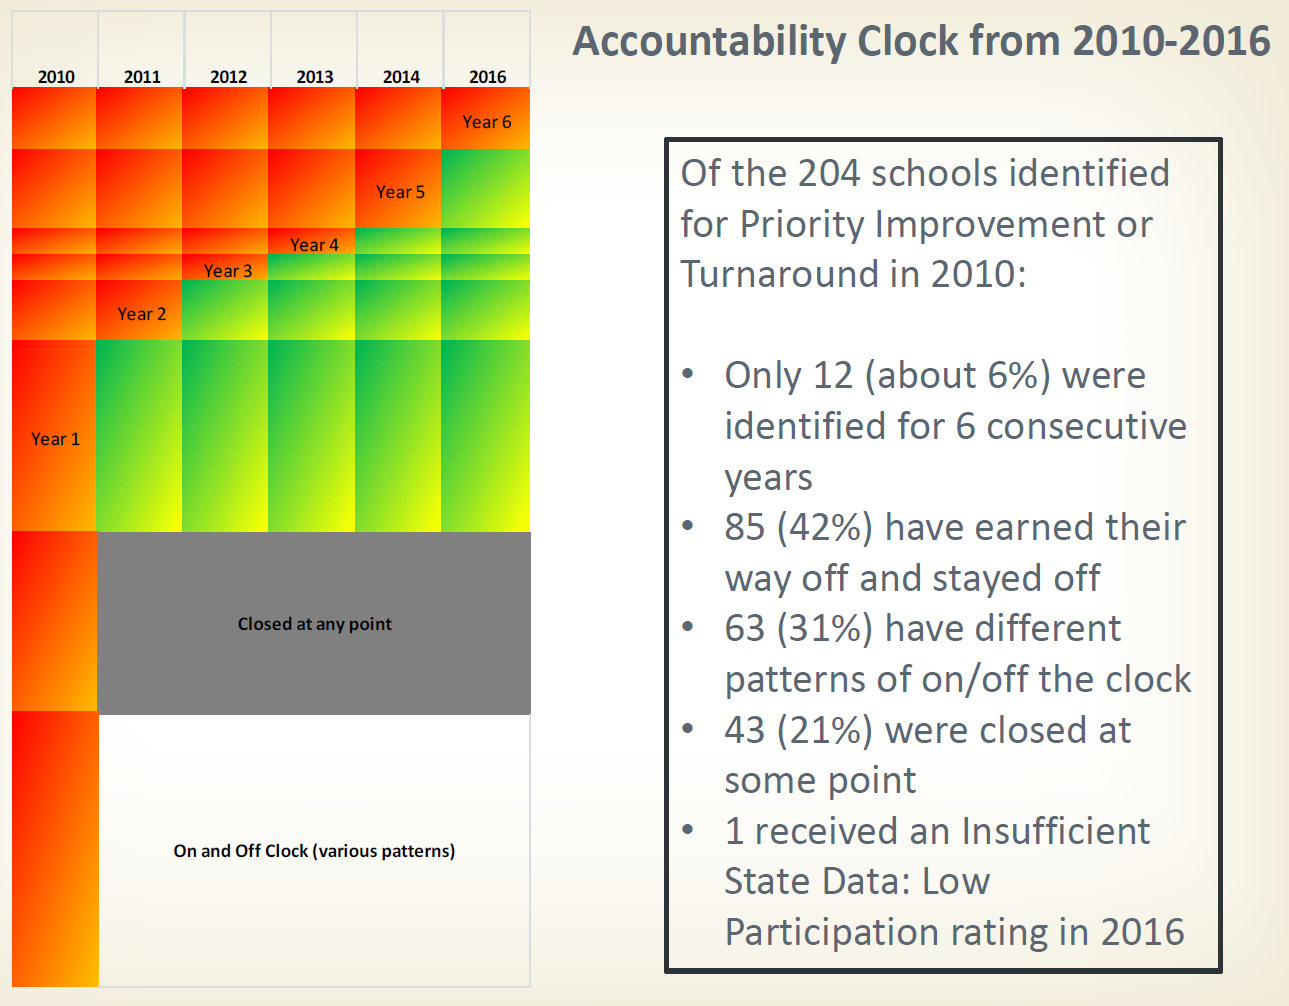 Accountability Clock from 2010-2016
2010 2011 2012 2013 2014 2016
Year 6
Year 5
Year 4
Year 3
Year 2
Year 1
Closed at any point
On and Off Clock (various patterns)
Of the 204 schools identified
for Priority Improvement or
Turnaround in 2010:
• Only 12 (about 6%) were
identified for 6 consecutive
years
• 85 (42%) have earned their
way off and stayed off
• 63 (31%) have different
patterns of on/off the clock
• 43 (21%) were closed at
some point
• 1 received an Insufficient
State Data: Low
Participation rating in 2016